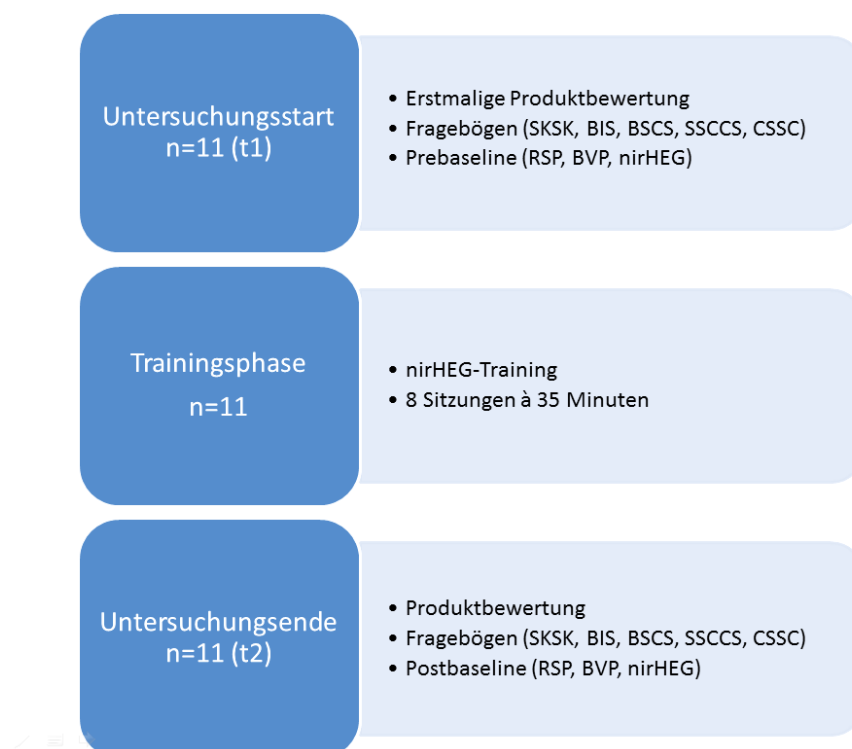 Untersuchungsstart
n=11 (t1)
• Erstmalige Produktbewertung
• Fragebögen (SKSK, BIS, BSCS, SSCCS, CSSC)
• Prebaseline (RSP, BVP, nirHEG)
Trainingsphase
n=11
• nirHEG-Training
• 8 Sitzungen à 35 Minuten
Untersuchungsende
n=11 (t2)
• Produktbewertung
• Fragebögen (SKSK, BIS, BSCS, SSCCS, CSSC)
• Postbaseline (RSP, BVP, nirHEG)